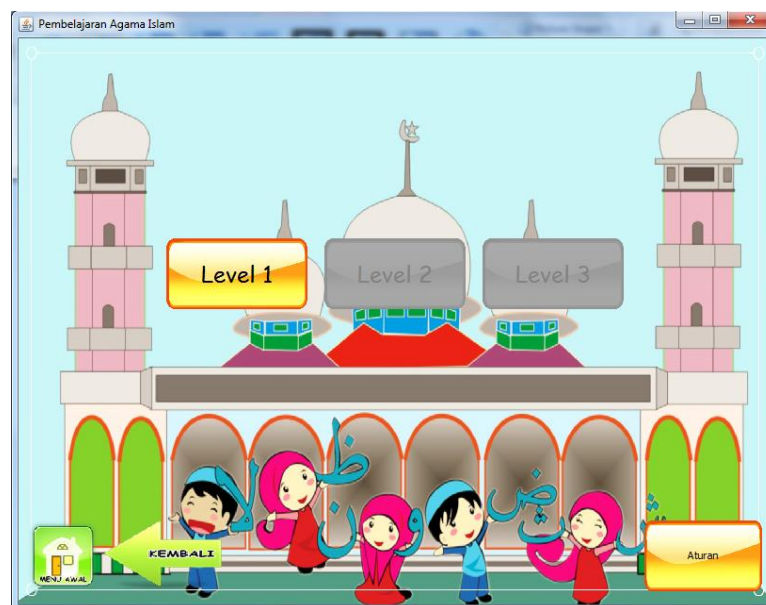 Pembelajaran Agama Islam
Level 1
Level 2
Level 3
KEMBALI
MENU AWAL
Aturan